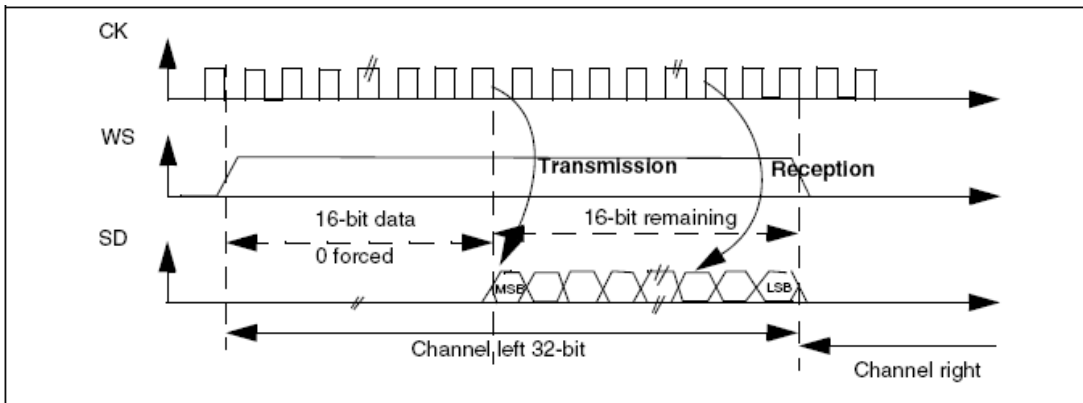 CK
WS
Transmission
Reception
16-bit data
16-bit remaining
SD
0 forced
MSB
LSB
Channel left 32-bit
Channel right